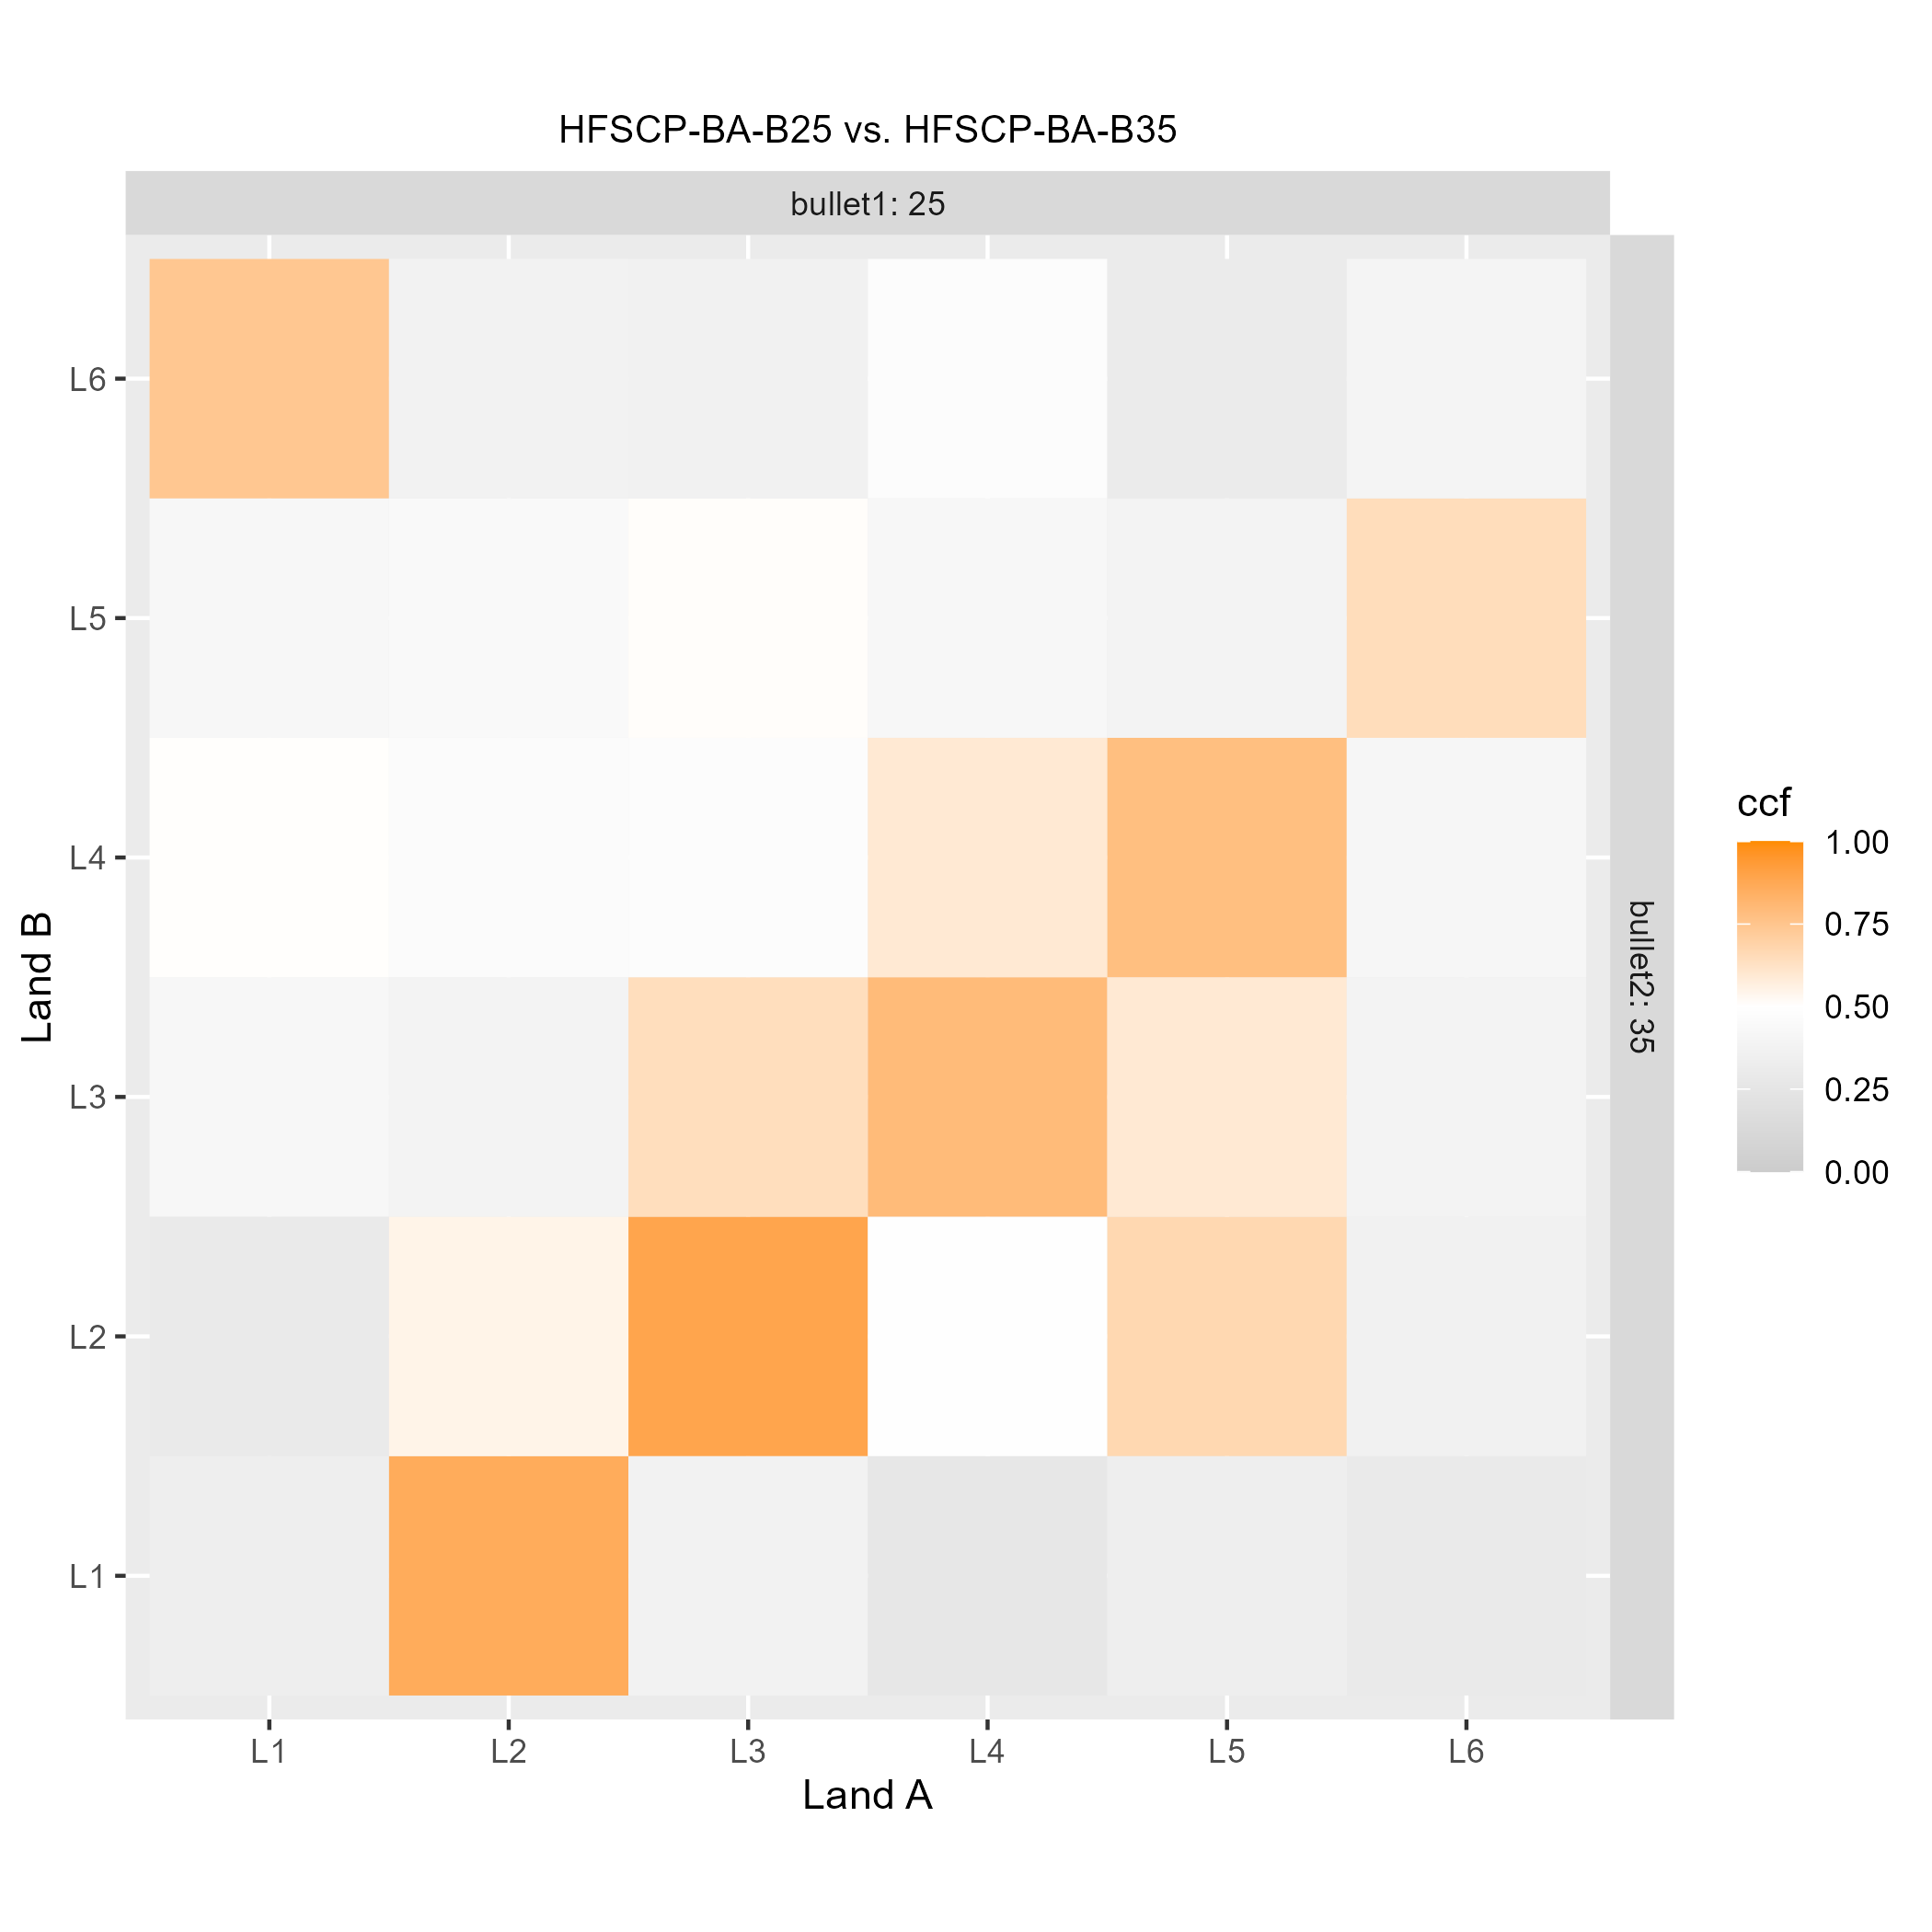 HFSCP-BA-B25 vs. HFSCP-BA-B35
bullet1: 25
L6
L5
L4
L3
L2
L1
Land B
bullet2: 35
L1 L2 L3 L4 L5 L6
Land A
ccf
1.00
0.75
0.50
0.25
0.00